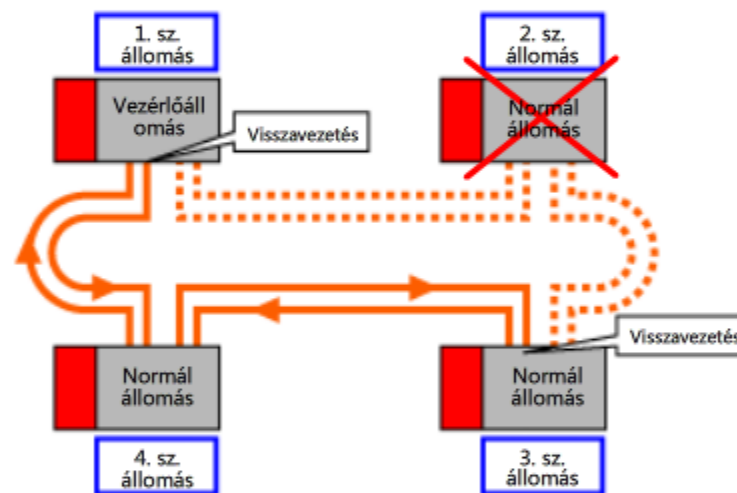 1. sz.
állomás
2. sz.
állomás
Vezérlőáll
omás
Normál
állomás
Visszavezetés
Visszavezetés
Normál
állomás
Normál
állomás
4. sz.
állomás
3. sz.
állomás